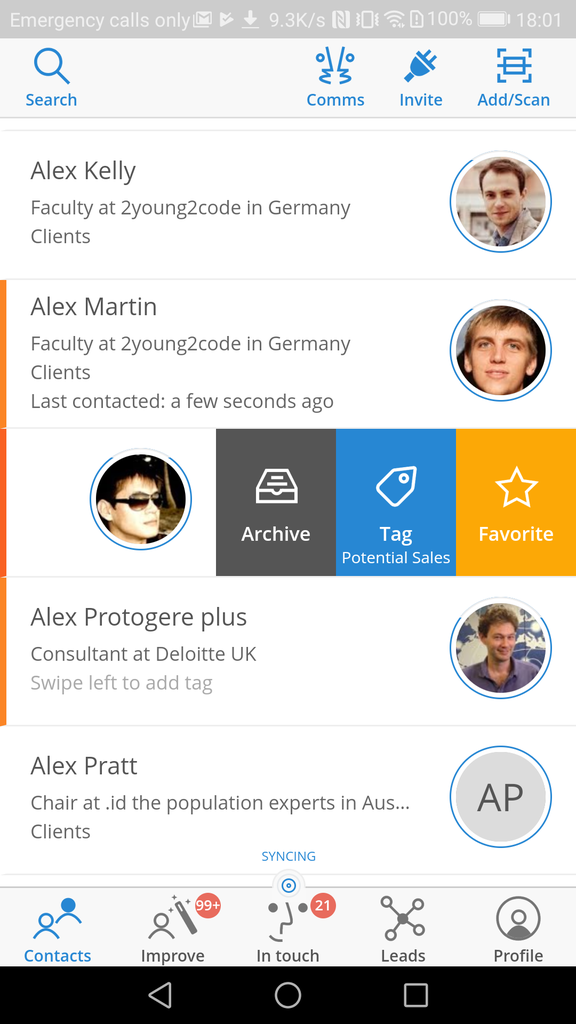 Emergency calls only 9.3K/s 100% 18:01
Search Comms Invite Add/Scan
Alex Kelly
Faculty at 2young2code in Germany
Clients
Alex Martin
Faculty at 2young2code in Germany
Clients
Last contacted: a few seconds ago
Archive Tag Favorite
Potential Sales
Alex Protogere plus
Consultant at Deloitte UK
Swipe left to add tag
Alex Pratt
AP
Chair at .id the population experts in Aus...
Clients
SYNCING
99+ 21
Contacts Improve In touch Leads Profile